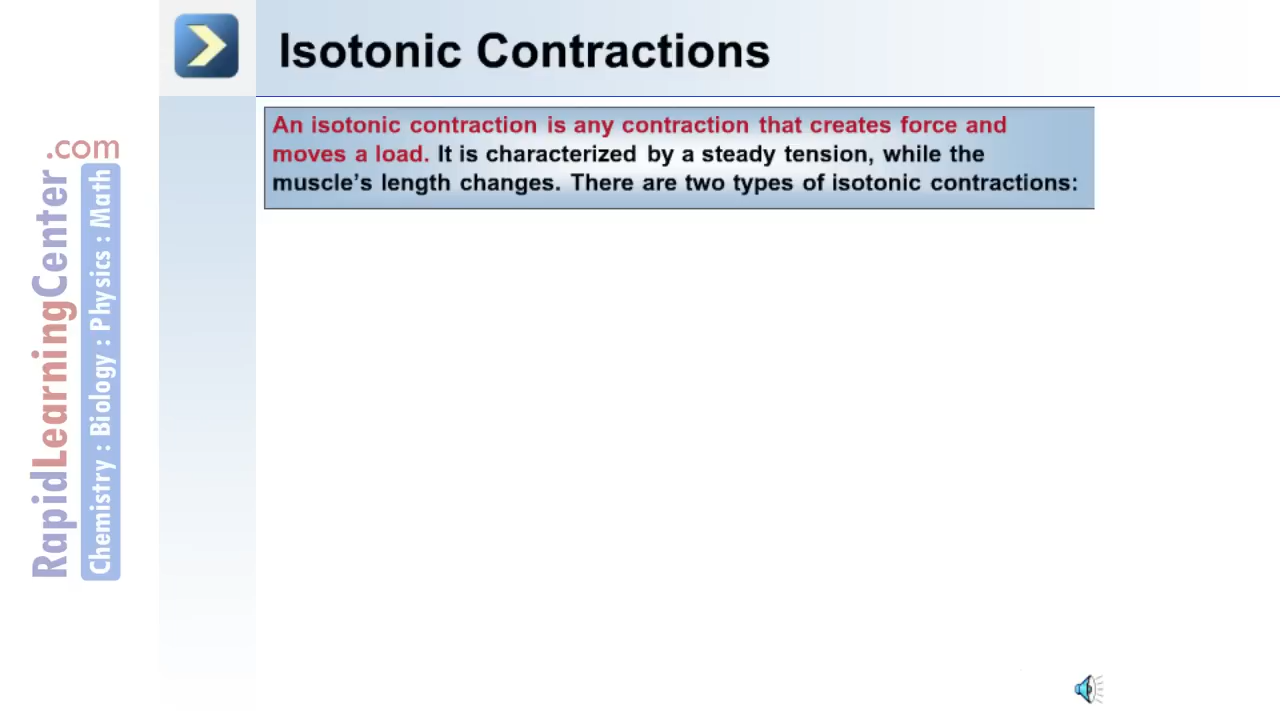 Isotonic Contractions
An isotonic contraction is any contraction that creates force and
moves a load. It is characterized by a steady tension, while the
muscle's length changes. There are two types of isotonic contractions:
RapidLearningCenter.com
Chemistry : Biology : Physics : Math